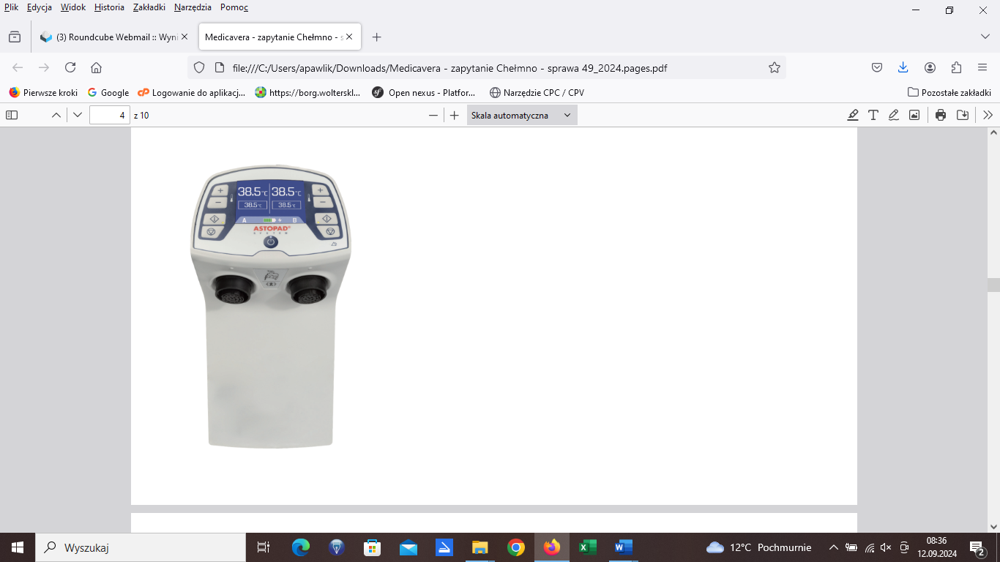 Plik Edycja Widok Historia Zakładki Narzędzia Pomoc
(3) Roundcube Webmail :: Wyni
Medicavera - zapytanie Chełmno - s
file:///C:/Users/apawlik/Downloads/Medicavera - zapytanie Chełmno - sprawa 49_2024.pages.pdf
Pierwsze kroki Google Logowanie do aplikacj... https://borg.wolterskl... Open nexus - Platfor... Narzędzie CPC / CPV Pozostałe zakładki
4 z 10 Skala automatyczna
38.5°C 38.5°C
38.5°C 38.5°C
A B
ASTOPAD®
SYSTEM
Wyszukaj 12°C Pochmurnie 08:36
12.09.2024 2